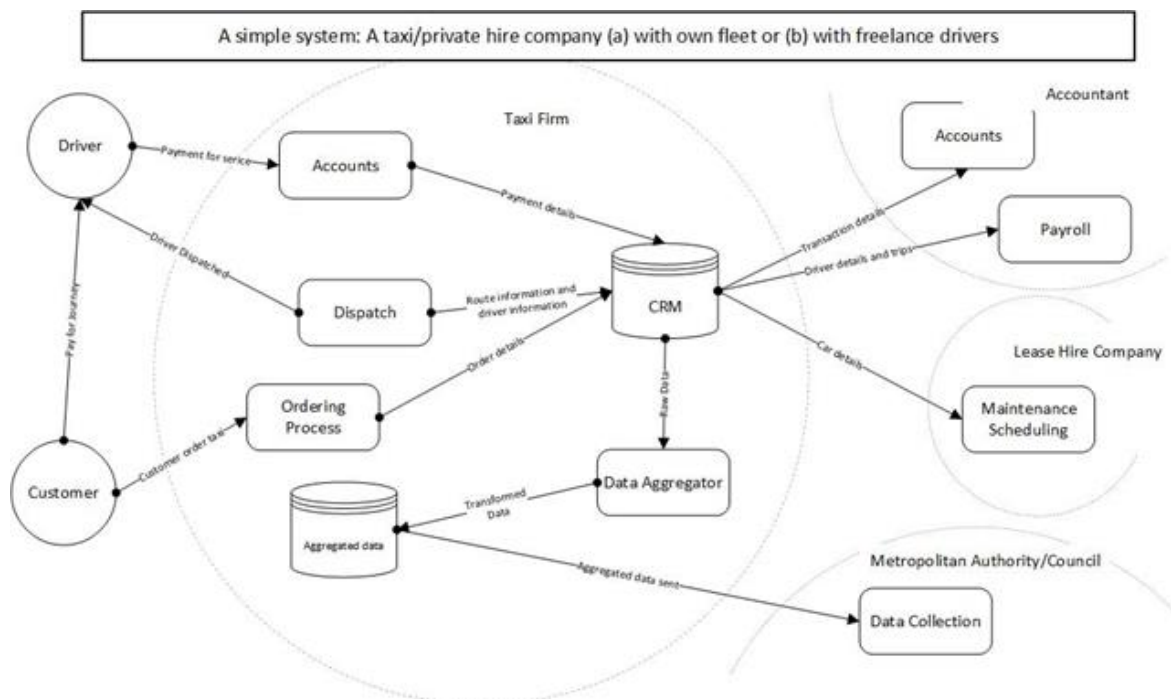 A simple system: A taxi/private hire company (a) with own fleet or (b) with freelance drivers
Taxi Firm
Accountant
Driver
Payment for serice
Accounts
Payment details
Accounts
Transaction details
Payroll
Driver details and trips
Driver Dispatched
Dispatch
Route information and
driver information
CRM
Pay for Journey
Order details
Car details
Lease Hire Company
Ordering
Process
Raw Data
Maintenance
Scheduling
Customer order taxi
Customer
Data Aggregator
Transformed
Data
Aggregated data
Aggregated data sent
Metropolitan Authority/Council
Data Collection